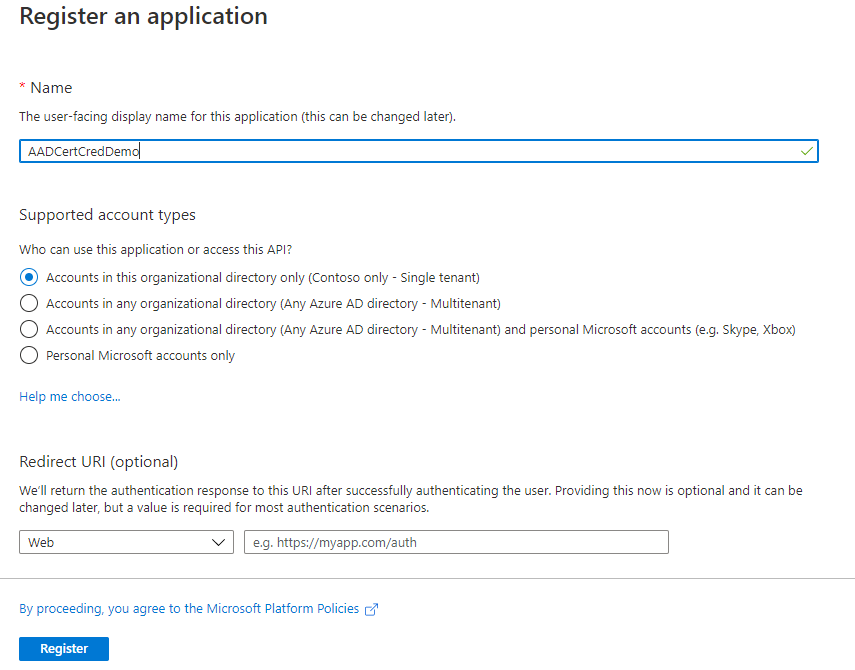 Register an application
* Name
The user-facing display name for this application (this can be changed later).
AADCertCredDemo
Supported account types
Who can use this application or access this API?
Accounts in this organizational directory only (Contoso only - Single tenant)
Accounts in any organizational directory (Any Azure AD directory - Multitenant)
Accounts in any organizational directory (Any Azure AD directory - Multitenant) and personal Microsoft accounts (e.g. Skype, Xbox)
Personal Microsoft accounts only
Help me choose...
Redirect URI (optional)
We'll return the authentication response to this URI after successfully authenticating the user. Providing this now is optional and it can be
changed later, but a value is required for most authentication scenarios.
Web e.g. https://myapp.com/auth
By proceeding, you agree to the Microsoft Platform Policies
Register